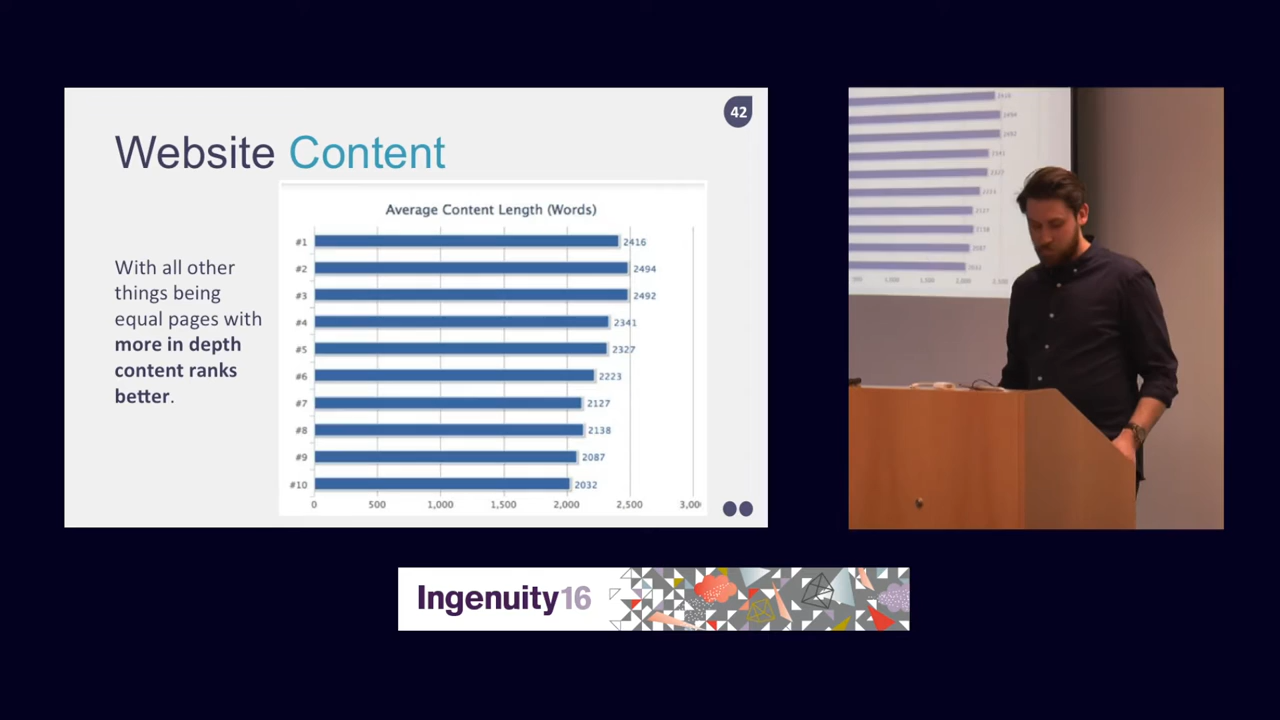 42
Website Content
With all other
things being
equal pages with
more in depth
content ranks
better.
Average Content Length (Words)
#1 2416
#2 2494
#3 2492
#4 2341
#5 2327
#6 2223
#7 2127
#8 2138
#9 2087
#10 2032
0 500 1,000 1,500 2,000 2,500 3,00
Ingenuity16